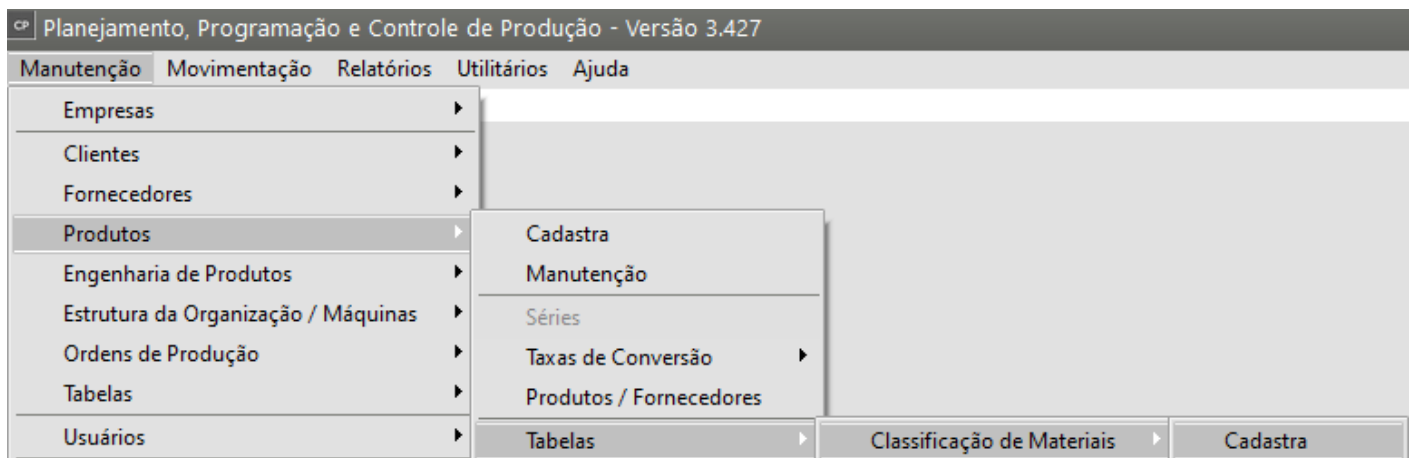 CP Planejamento, Programação e Controle de Produção - Versão 3.427
Manutenção Movimentação Relatórios Utilitários Ajuda
Empresas
Clientes
Fornecedores
Produtos
Engenharia de Produtos
Estrutura da Organização / Máquinas
Ordens de Produção
Tabelas
Usuários
Cadastra
Manutenção
Séries
Taxas de Conversão
Produtos / Fornecedores
Tabelas
Classificação de Materiais
Cadastra